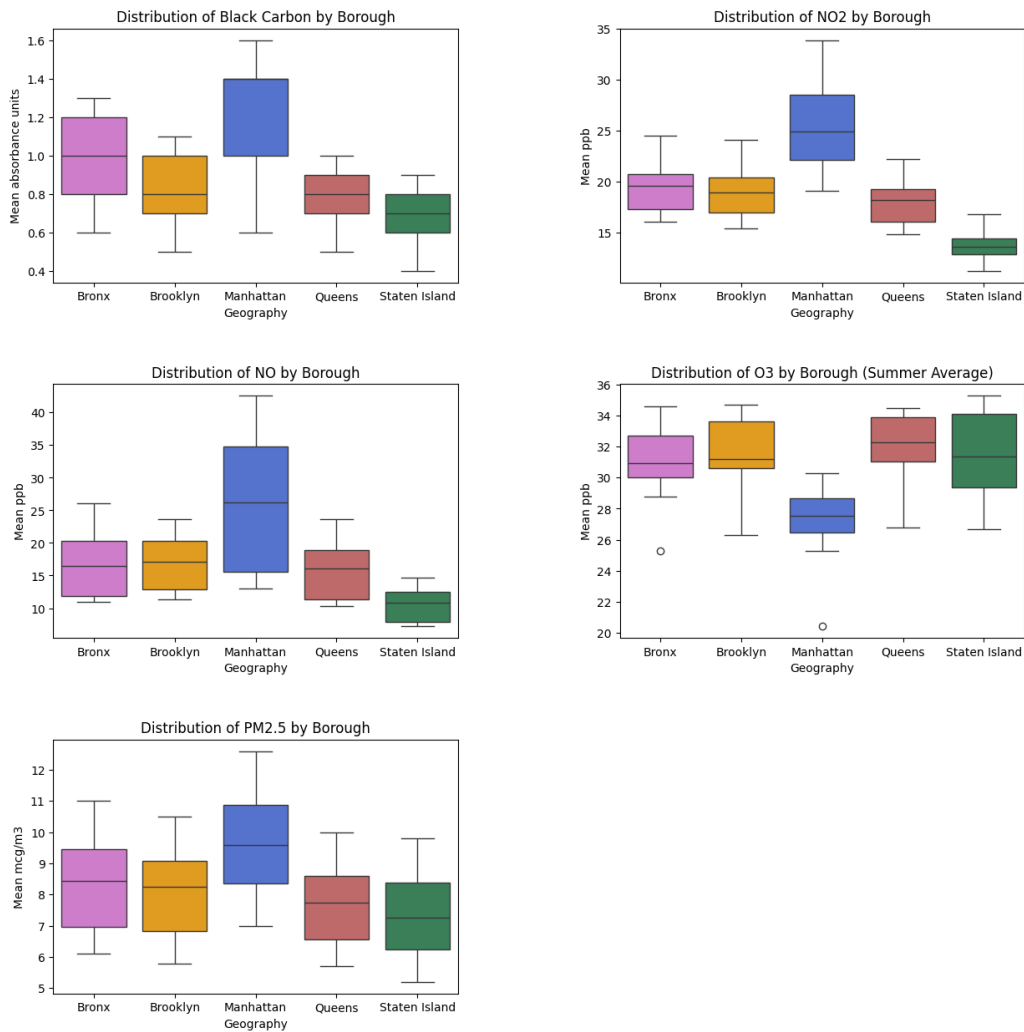 Distribution of Black Carbon by Borough
Mean absorbance units
1.6
1.4
1.2
1.0
0.8
0.6
0.4
Bronx Brooklyn Manhattan Queens Staten Island
Geography
Distribution of NO2 by Borough
Mean ppb
35
30
25
20
15
Bronx Brooklyn Manhattan Queens Staten Island
Geography
Distribution of NO by Borough
Mean ppb
40
35
30
25
20
15
10
Bronx Brooklyn Manhattan Queens Staten Island
Geography
Distribution of O3 by Borough (Summer Average)
Mean ppb
36
34
32
30
28
26
24
22
20
Bronx Brooklyn Manhattan Queens Staten Island
Geography
Distribution of PM2.5 by Borough
Mean mcg/m3
12
11
10
9
8
7
6
5
Bronx Brooklyn Manhattan Queens Staten Island
Geography